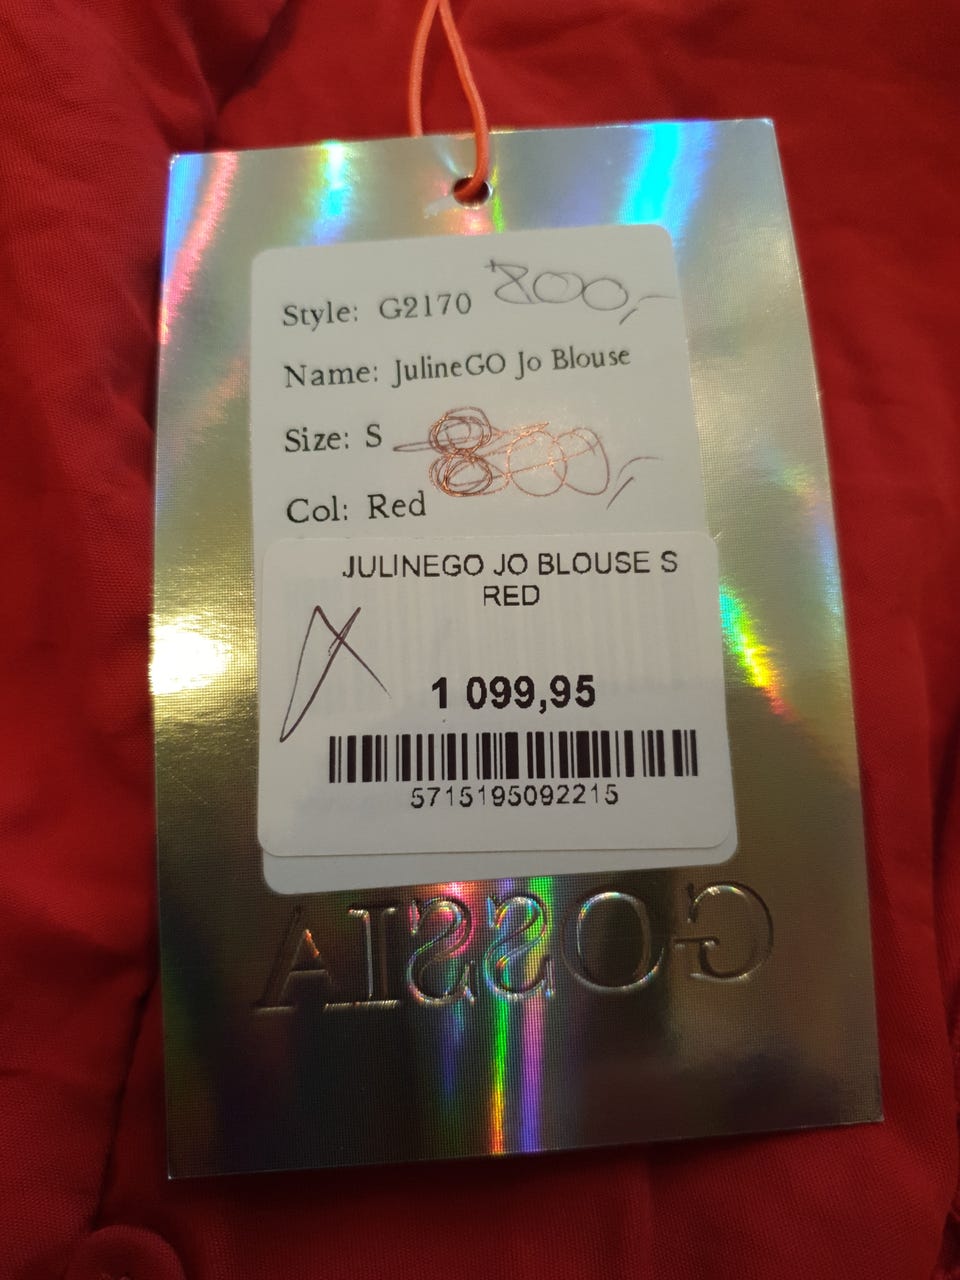 Style: G2170 800,-
Name: JulineGO Jo Blouse
Size: S 800,-
Col: Red
JULINEGO JO BLOUSE S
RED
1 099,95
5715195092215
GOSSIA